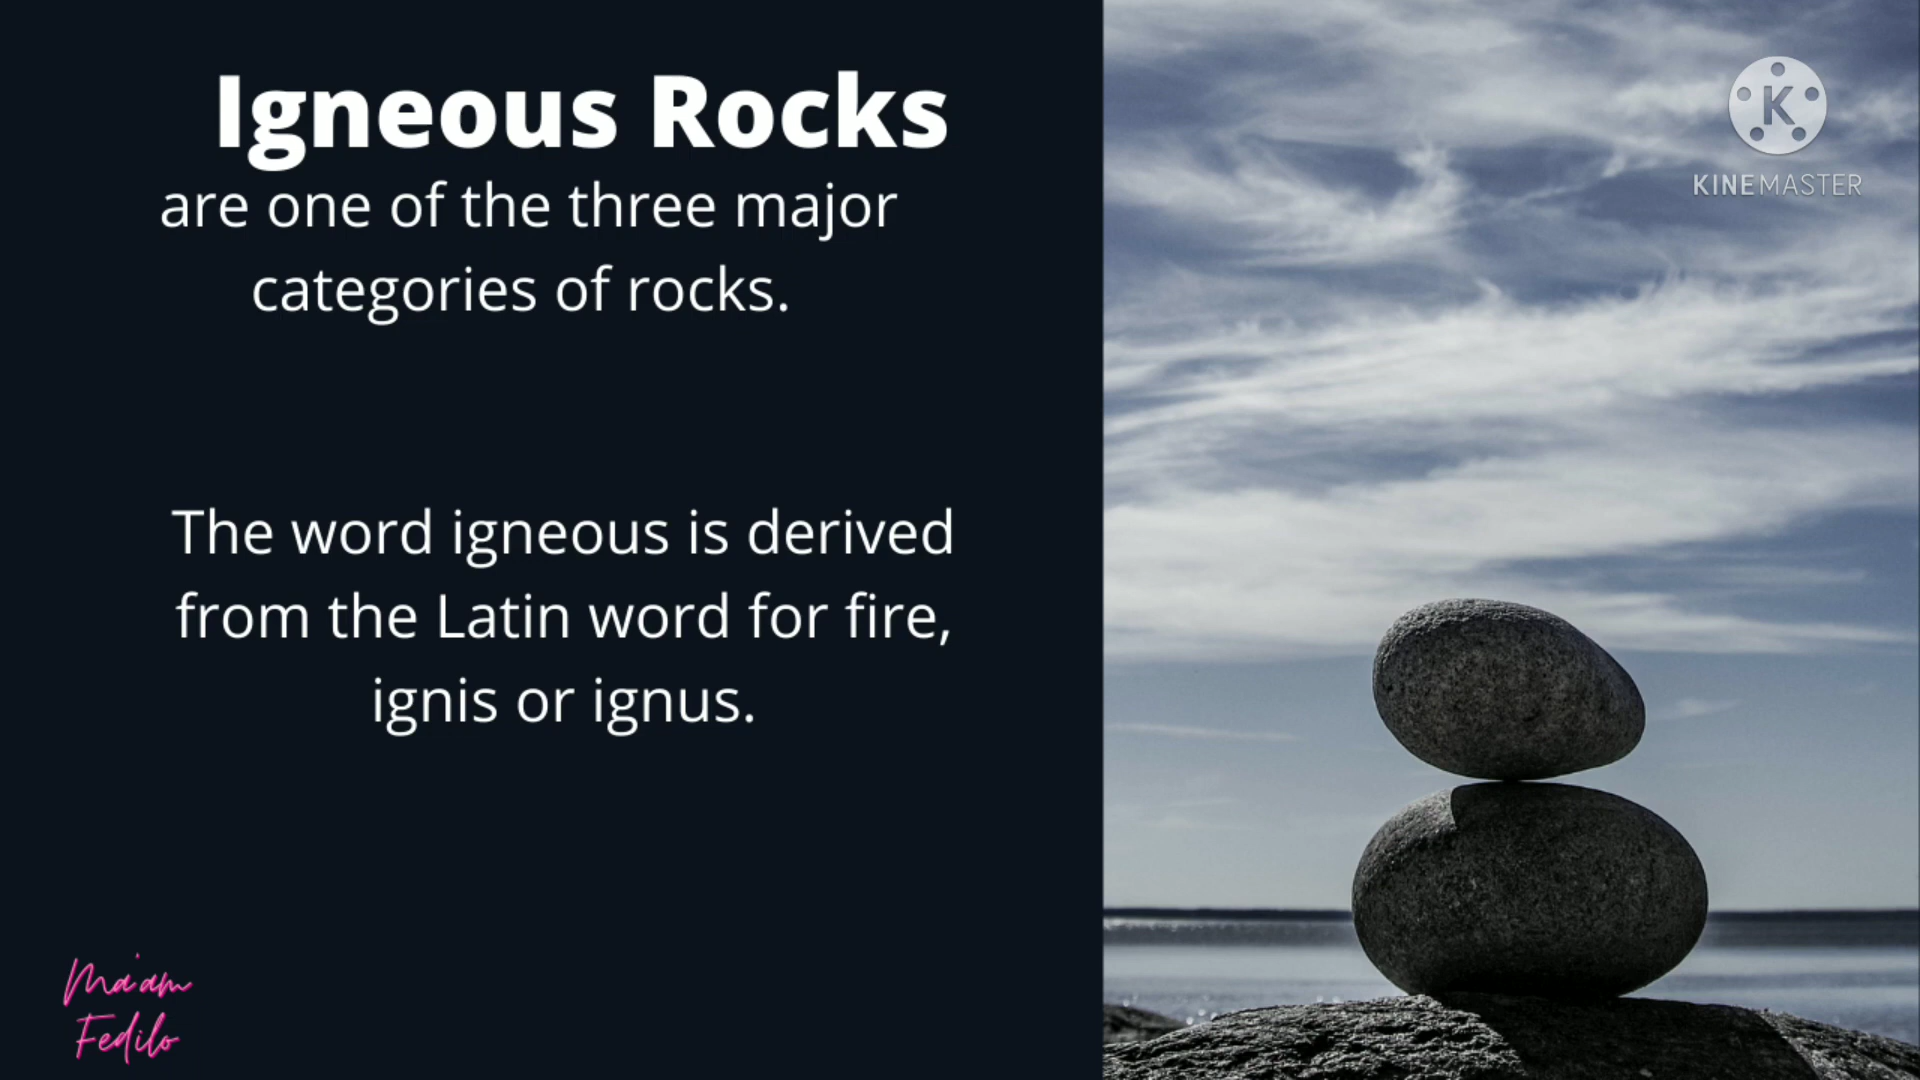 Igneous Rocks
are one of the three major
categories of rocks.
The word igneous is derived
from the Latin word for fire,
ignis or ignus.
Ma'am
Fedilo
K
KINEMASTER